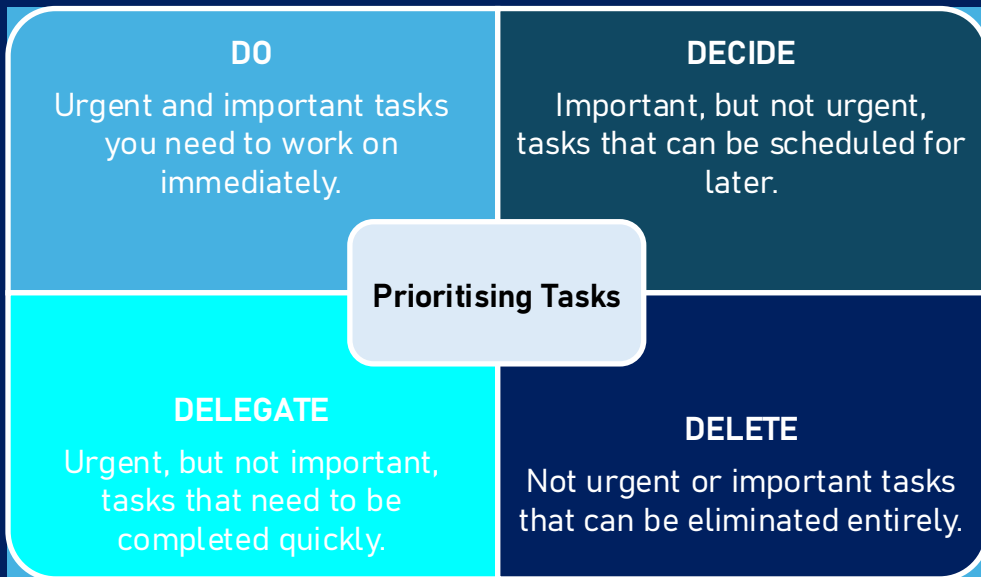 DO
Urgent and important tasks
you need to work on
immediately.
DECIDE
Important, but not urgent,
tasks that can be scheduled for
later.
Prioritising Tasks
DELEGATE
Urgent, but not important,
tasks that need to be
completed quickly.
DELETE
Not urgent or important tasks
that can be eliminated entirely.